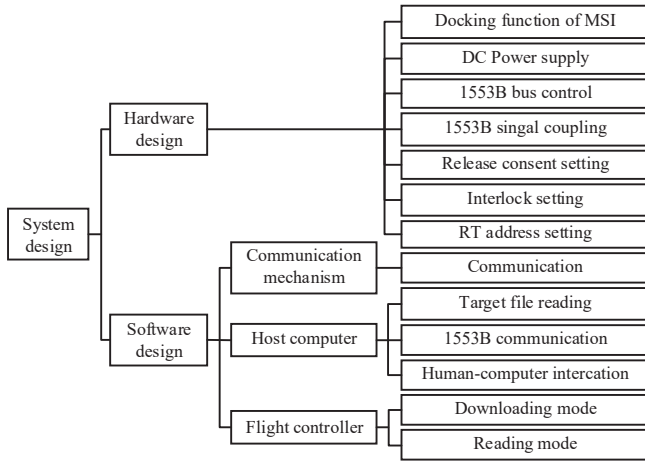 Docking function of MSI
DC Power supply
1553B bus control
1553B singal coupling
Release consent setting
Interlock setting
RT address setting
Hardware
design
System
design
Software
design
Communication
mechanism
Communication
Host computer
Target file reading
1553B communication
Human-computer intercation
Flight controller
Downloading mode
Reading mode